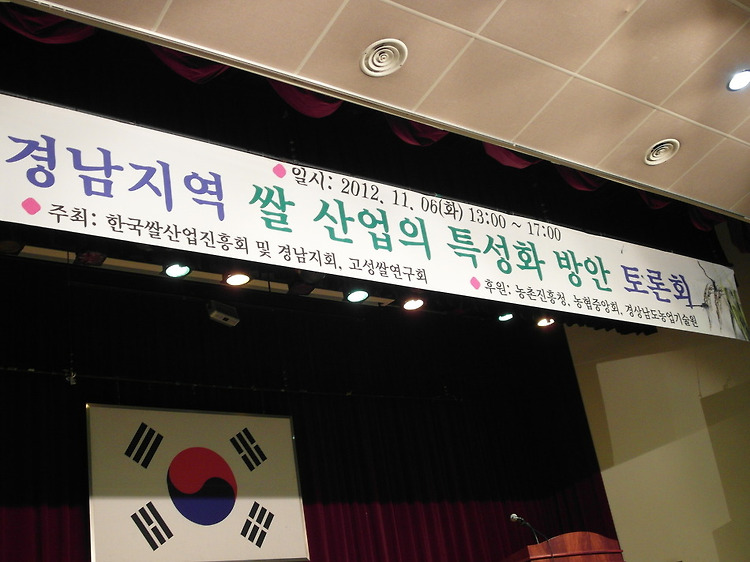 일시: 2012. 11. 06(화) 13:00 ~ 17:00
경남지역 쌀 산업의 특성화 방안 토론회
주최: 한국쌀산업진흥회 및 경남지회, 고성쌀연구회
후원: 농촌진흥청, 농협중앙회, 경상남도농업기술원